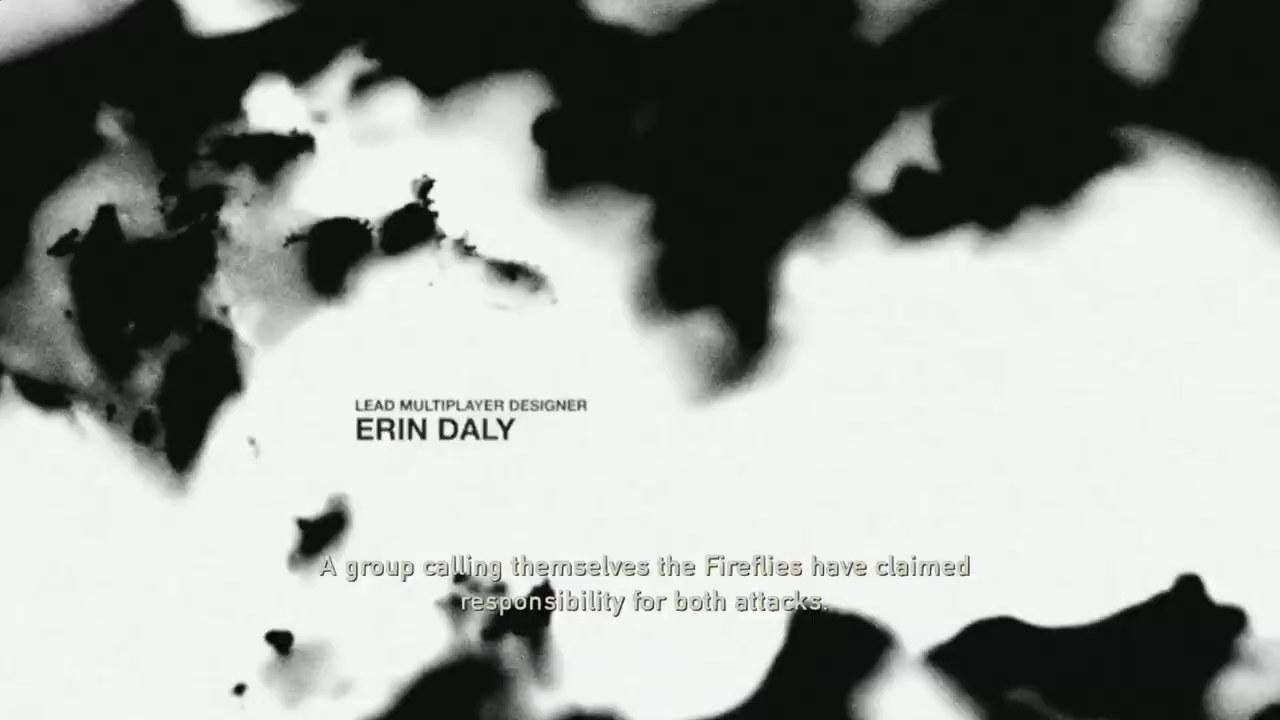 LEAD MULTIPLAYER DESIGNER
ERIN DALY
A group calling themselves the Fireflies have claimed
responsibility for both attacks.